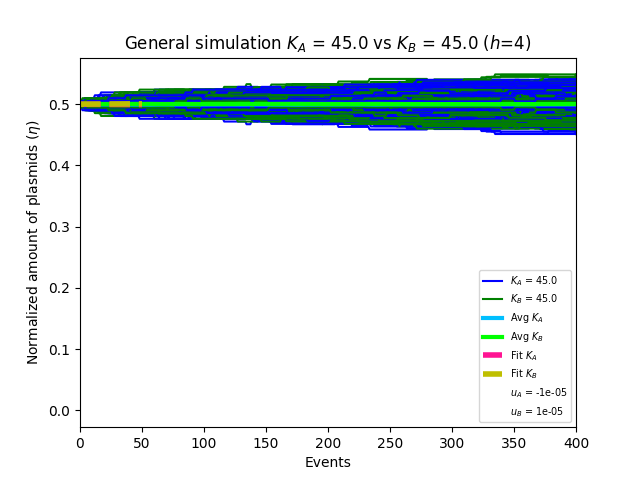 General simulation K_A = 45.0 vs K_B = 45.0 (h=4)
Normalized amount of plasmids (η)
0.5
0.4
0.3
0.2
0.1
0.0
K_A = 45.0
K_B = 45.0
Avg K_A
Avg K_B
Fit K_A
Fit K_B
u_A = -1e-05
u_B = 1e-05
0 50 100 150 200 250 300 350 400
Events